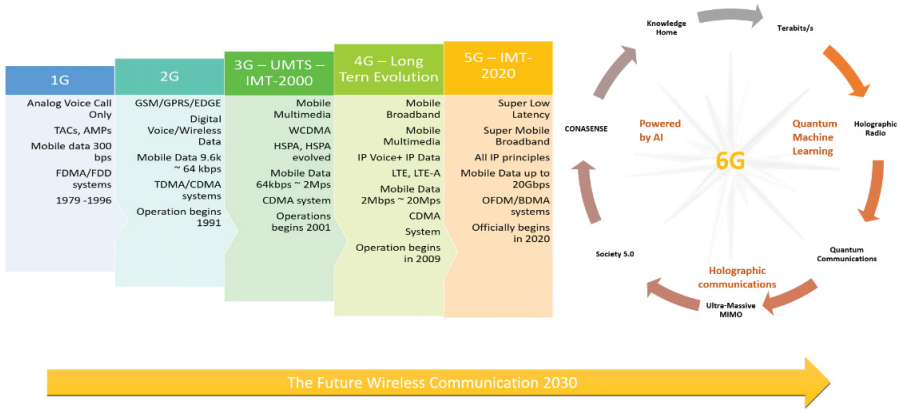 1G
Analog Voice Call
Only
TACs, AMPs
Mobile data 300
bps
FDMA/FDD
systems
1979 -1996
2G
GSM/GPRS/EDGE
Digital
Voice/Wireless
Data
Mobile Data 9.6k
~ 64 kbps
TDMA/CDMA
systems
Operation begins
1991
3G – UMTS –
IMT-2000
Mobile
Multimedia
WCDMA
HSPA, HSPA
evolved
Mobile Data
64kbps ~ 2Mps
CDMA system
Operations
begins 2001
4G – Long
Tern Evolution
Mobile
Broadband
Mobile
Multimedia
IP Voice+ IP Data
LTE, LTE-A
Mobile Data
2Mbps ~ 20Mps
CDMA
System
Operation begins
in 2009
5G – IMT-
2020
Super Low
Latency
Super Mobile
Broadband
All IP principles
Mobile Data up to
20Gbps
OFDM/BDMA
systems
Officially begins
in 2020
Knowledge
Home
Terabits/s
Holographic
Radio
Quantum
Communications
Ultra-Massive
MIMO
Society 5.0
CONASENSE
Powered
by AI
6G
Quantum
Machine
Learning
Holographic
communications
The Future Wireless Communication 2030